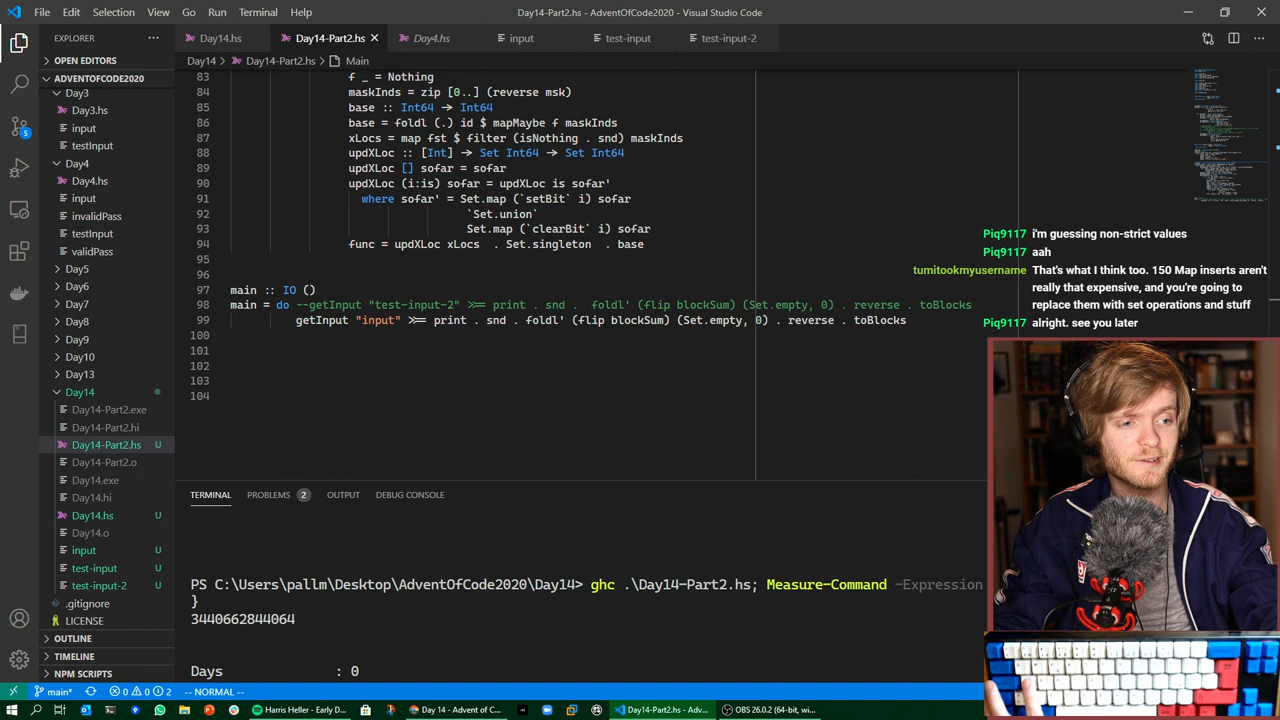 File Edit Selection View Go Run Terminal Help
Day14-Part2.hs - AdventOfCode2020 - Visual Studio Code
EXPLORER
Day14.hs
Day14-Part2.hs
Day4.hs
input
test-input
test-input-2
OPEN EDITORS
Day14 > Day14-Part2.hs > Main
ADVENTOFCODE2020
Day3
Day3.hs
input
testInput
Day4
Day4.hs
input
invalidPass
testInput
validPass
Day5
Day6
Day7
Day8
Day9
Day10
Day13
Day14
Day14-Part2.exe
Day14-Part2.hi
Day14-Part2.hs U
Day14-Part2.o
Day14.exe
Day14.hi
Day14.hs U
Day14.o
input U
test-input U
test-input-2 U
.gitignore
LICENSE
OUTLINE
TIMELINE
NPM SCRIPTS
5
83 f _ = Nothing
84 maskInds = zip [0..] (reverse msk)
85 base :: Int64 → Int64
86 base = foldl (.) id $ mapMaybe f maskInds
87 xLocs = map fst $ filter (isNothing . snd) maskInds
88 updXLoc :: [Int] → Set Int64 → Set Int64
89 updXLoc [] sofar = sofar
90 updXLoc (i:is) sofar = updXLoc is sofar'
91 where sofar' = Set.map (`setBit` i) sofar
92 `Set.union`
93 Set.map (`clearBit` i) sofar
94 func = updXLoc xLocs . Set.singleton . base
95
96
97 main :: IO ()
98 main = do --getInput "test-input-2" >>= print . snd . foldl' (flip blockSum) (Set.empty, 0) . reverse . toBlocks
99 getInput "input" >>= print . snd . foldl' (flip blockSum) (Set.empty, 0) . reverse . toBlocks
100
101
102
103
104
Piq9117 i'm guessing non-strict values
Piq9117 aah
tumitookmyusername That's what I think too. 150 Map inserts aren't
really that expensive, and you're going to
replace them with set operations and stuff
Piq9117 alright. see you later
TERMINAL PROBLEMS 2 OUTPUT DEBUG CONSOLE
PS C:\Users\pallm\Desktop\AdventOfCode2020\Day14> ghc .\Day14-Part2.hs; Measure-Command -Expression
}
3440662844064
Days : 0
main* 0 0 2 -- NORMAL --
Harris Heller - Early D...
Day 14 - Advent of C...
Day14-Part2.hs - Adv...
OBS 26.0.2 (64-bit, wi...